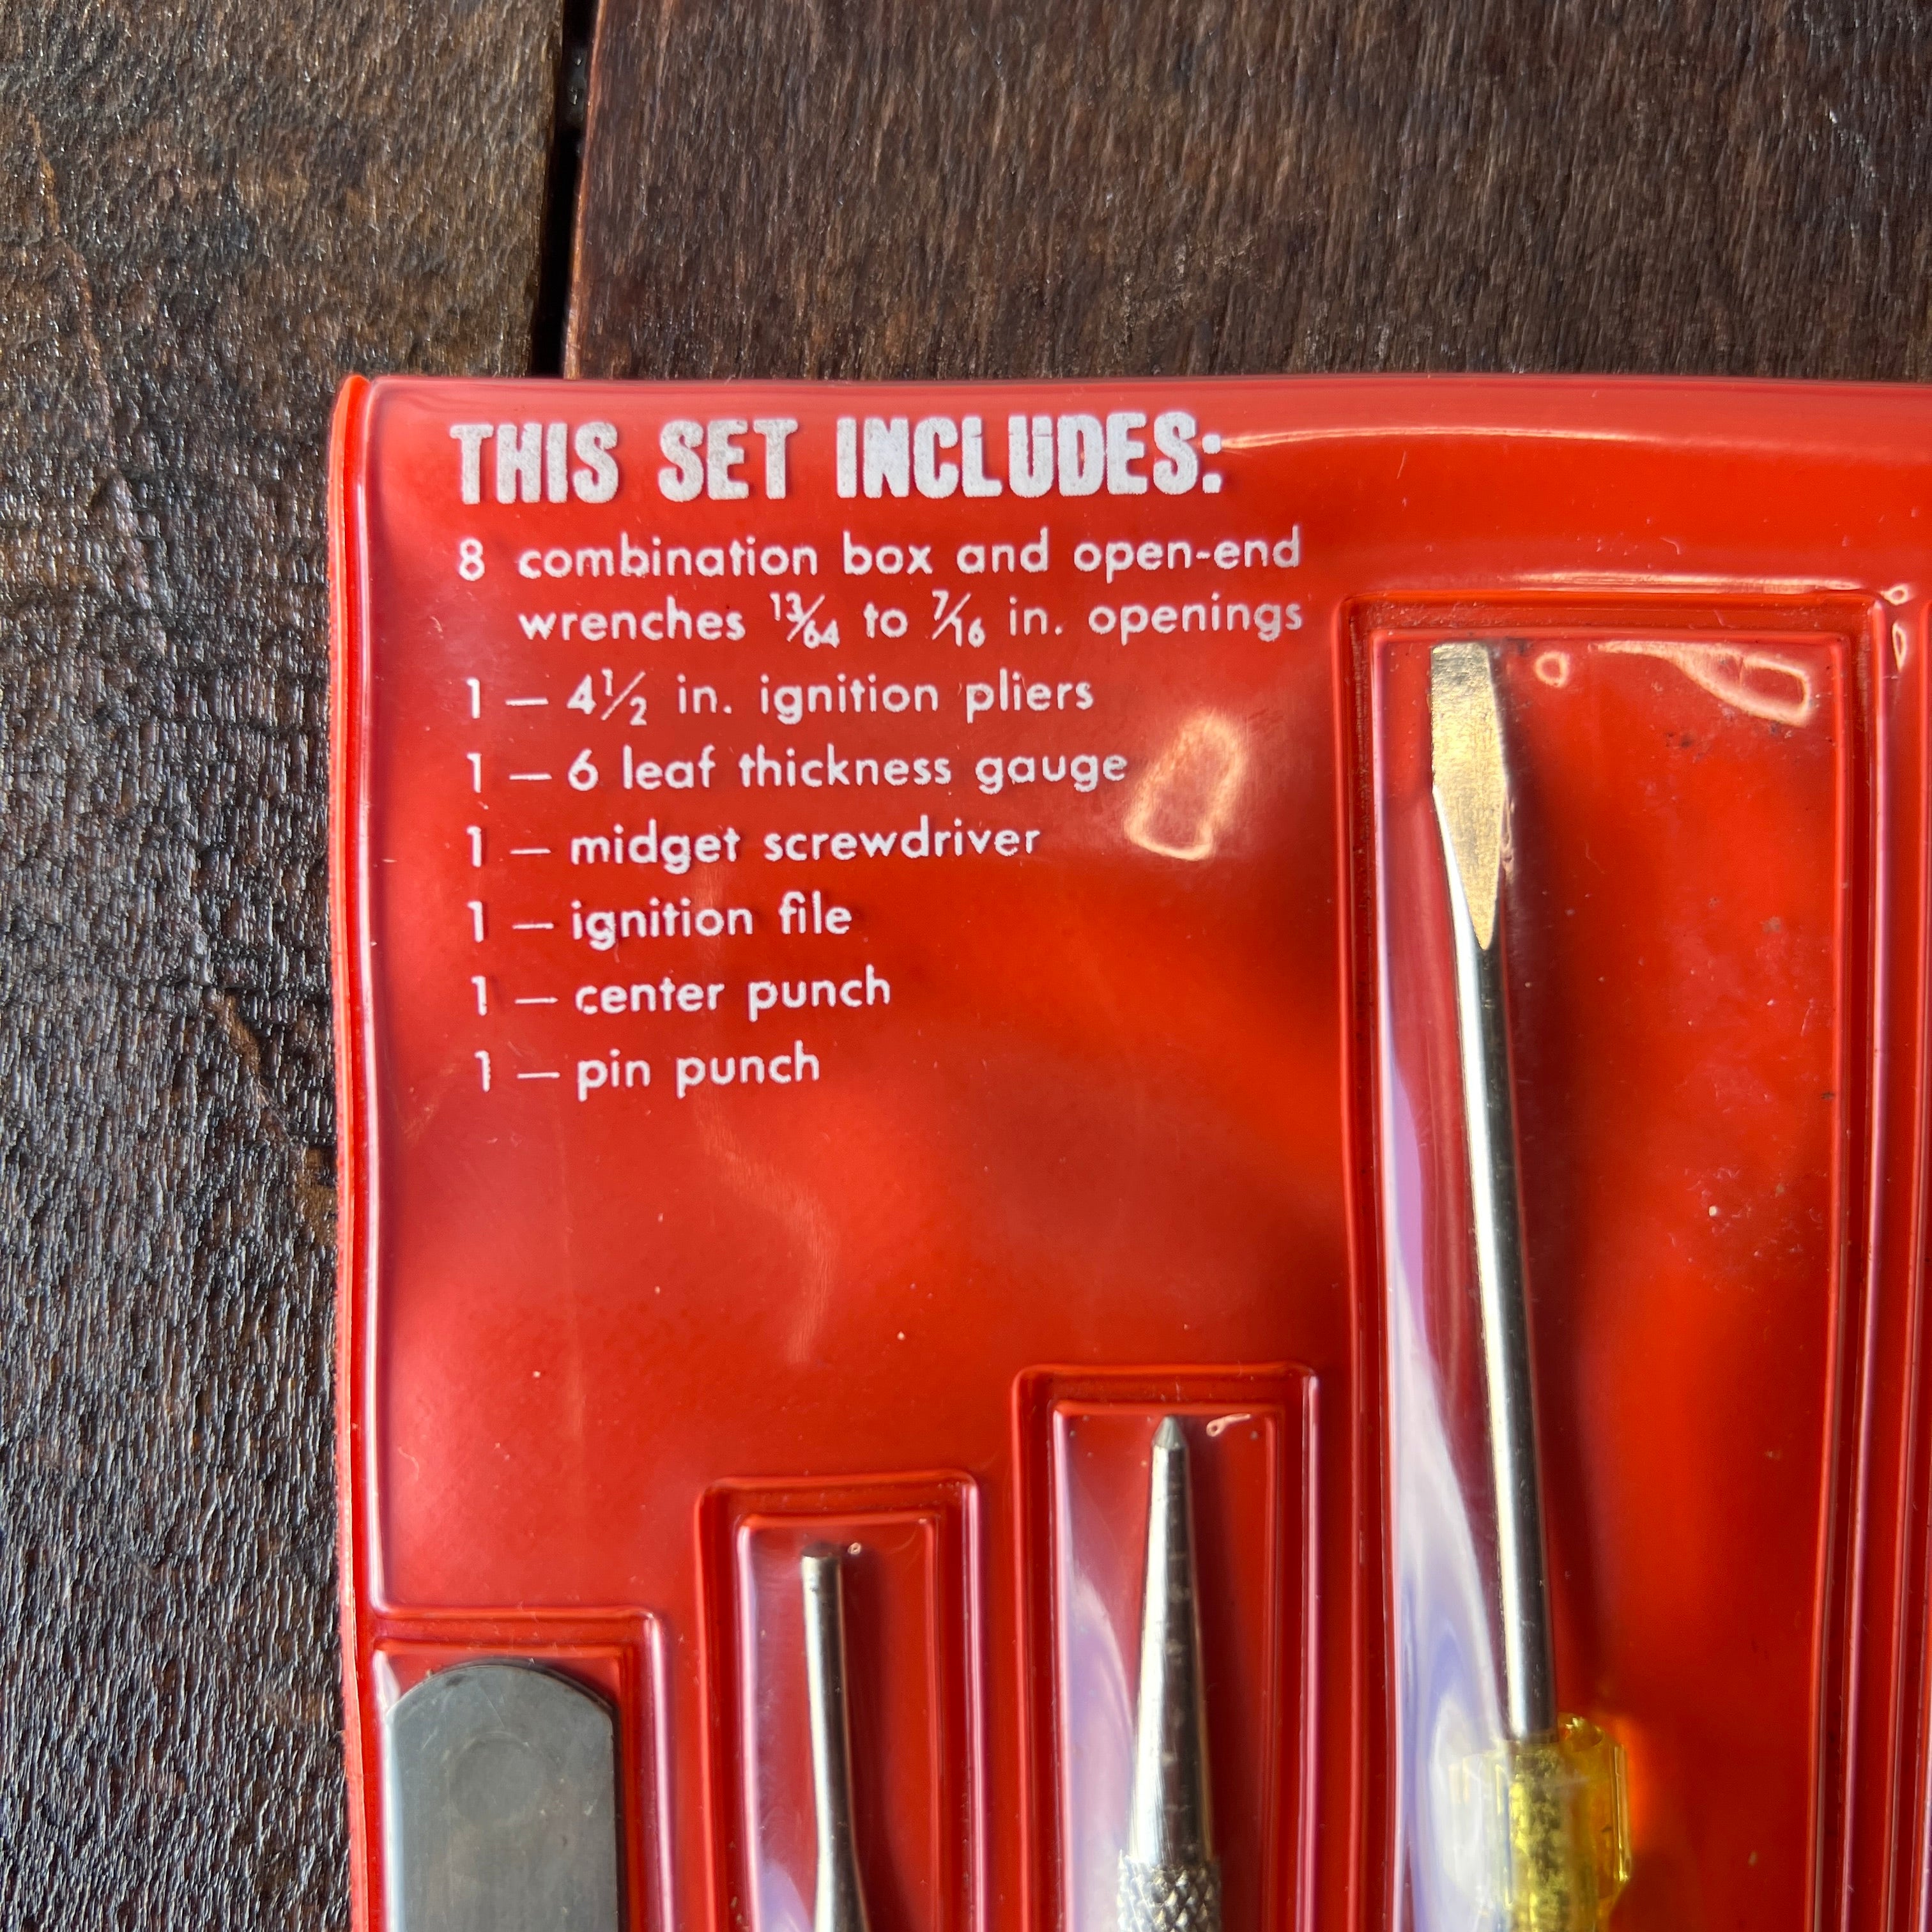 THIS SET INCLUDES:
8 combination box and open-end
wrenches 13/64 to 7/16 in. openings
1 — 4 1/2 in. ignition pliers
1 — 6 leaf thickness gauge
1 — midget screwdriver
1 — ignition file
1 — center punch
1 — pin punch